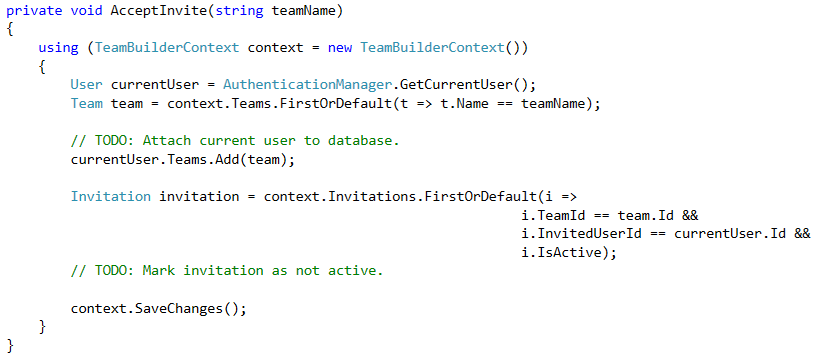 private void AcceptInvite(string teamName)
{
    using (TeamBuilderContext context = new TeamBuilderContext())
    {
        User currentUser = AuthenticationManager.GetCurrentUser();
        Team team = context.Teams.FirstOrDefault(t => t.Name == teamName);

        // TODO: Attach current user to database.
        currentUser.Teams.Add(team);

        Invitation invitation = context.Invitations.FirstOrDefault(i =>
                                                                i.TeamId == team.Id &&
                                                                i.InvitedUserId == currentUser.Id &&
                                                                i.IsActive);
        // TODO: Mark invitation as not active.

        context.SaveChanges();
    }
}